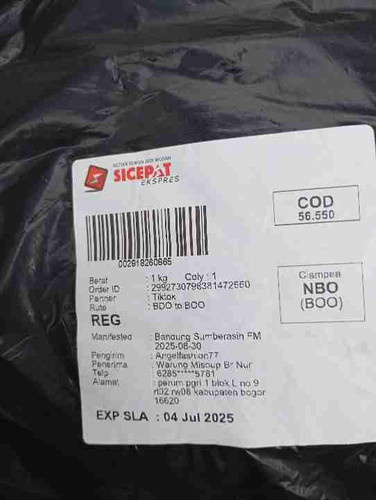 SICEPAT
EKSPRES
COD
56.550
002918260965
Berat : 1 kg Coly : 1
Order ID : 2992730798381472660
Partner : Tiktok
Rute : BDO to BOO
REG
Ciampea
NBO
(BOO)
Manifested : Bandung Sumberasih FM
2025-06-30
Pengirim : Angelfashion77
Penerima : Warung Misoup Br Nur
Telp : 6285*****5781
Alamat : perum pgri 1 blok L no 9
rt02 rw08 kabupaten bogor
16620
EXP SLA : 04 Jul 2025